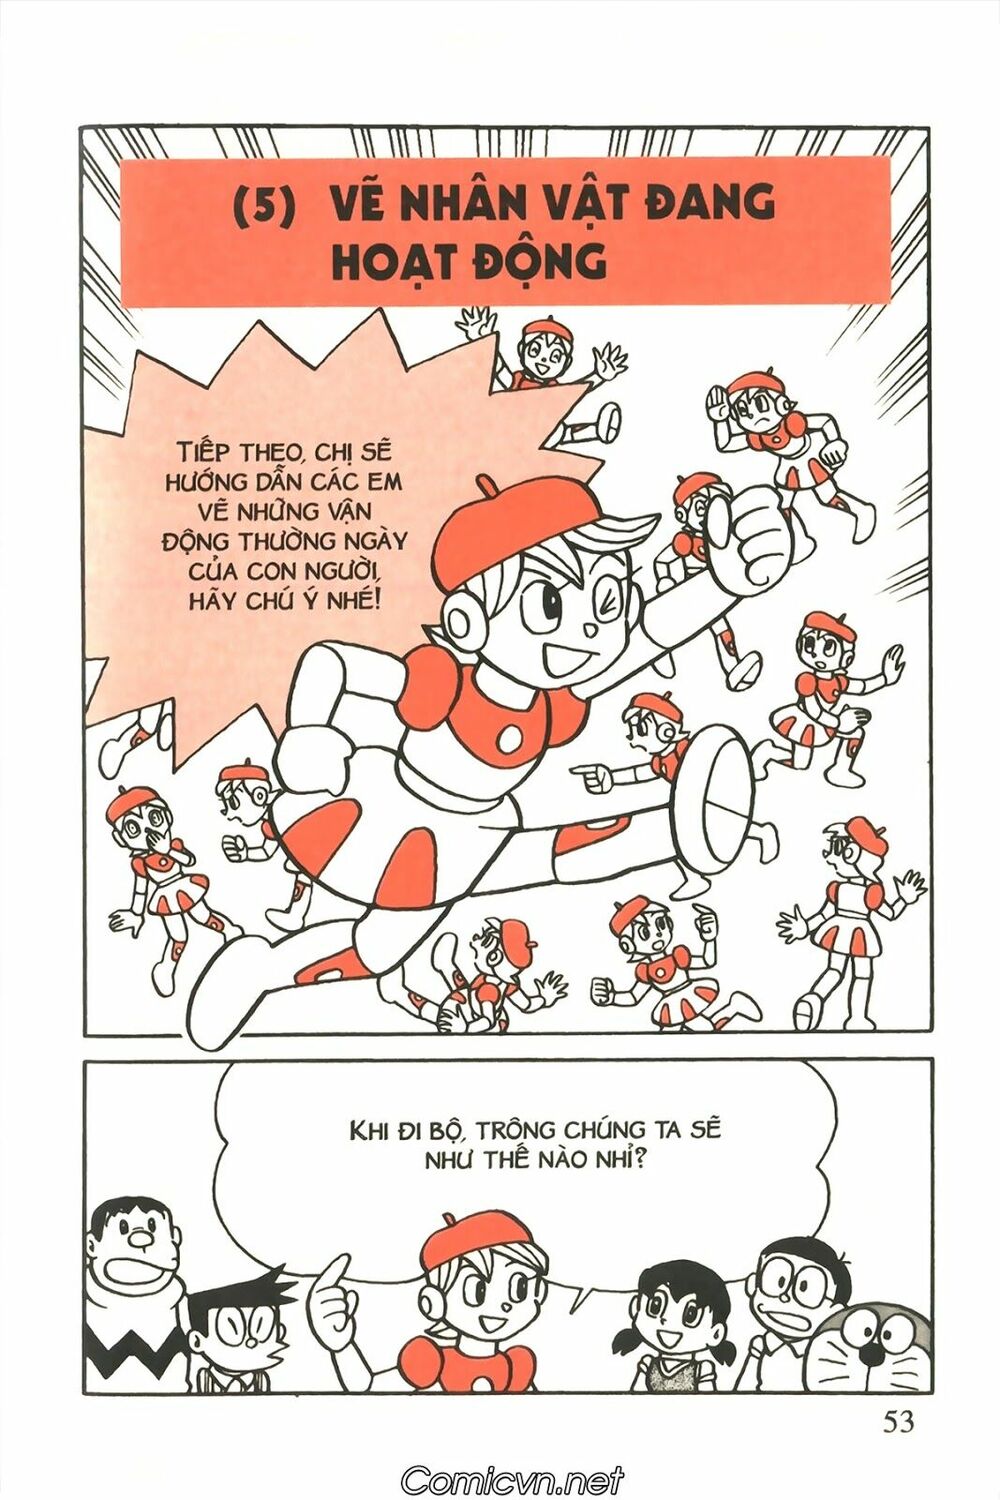 (5) VẼ NHÂN VẬT ĐANG
HOẠT ĐỘNG
TIẾP THEO, CHỊ SẼ
HƯỚNG DẪN CÁC EM
VẼ NHỮNG VẬN
ĐỘNG THƯỜNG NGÀY
CỦA CON NGƯỜI,
HÃY CHÚ Ý NHÉ!
KHI ĐI BỘ, TRÔNG CHÚNG TA SẼ
NHƯ THẾ NÀO NHỈ?
53
Comicvn.net